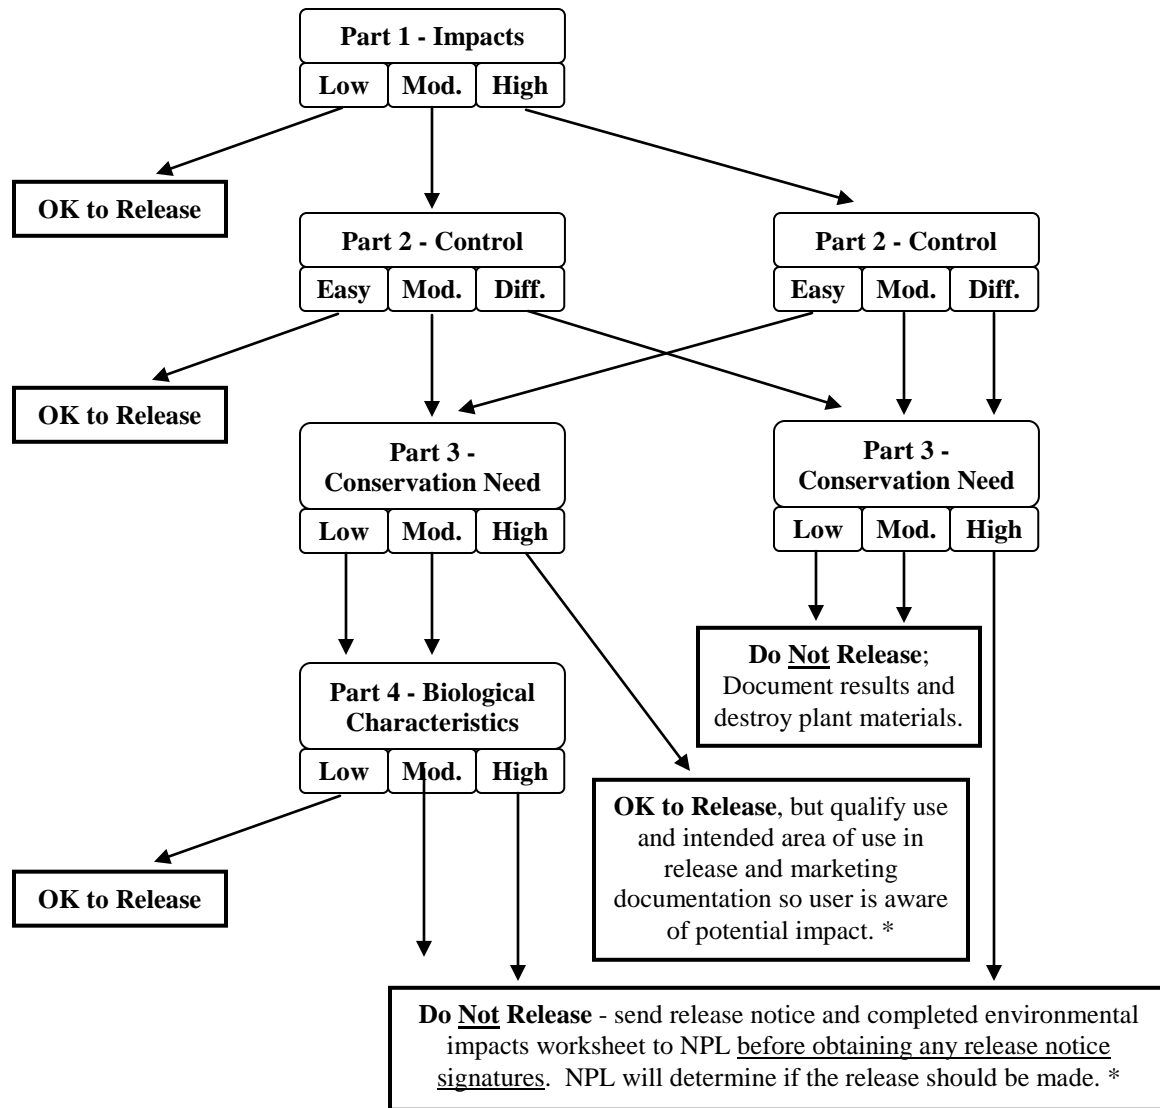 Part 1 - Impacts
Low Mod. High
OK to Release
Part 2 - Control
Easy Mod. Diff.
Part 2 - Control
Easy Mod. Diff.
OK to Release
Part 3 -
Conservation Need
Low Mod. High
Part 3 -
Conservation Need
Low Mod. High
Do Not Release;
Document results and
destroy plant materials.
Part 4 - Biological
Characteristics
Low Mod. High
OK to Release, but qualify use
and intended area of use in
release and marketing
documentation so user is aware
of potential impact. *
OK to Release
Do Not Release - send release notice and completed environmental
impacts worksheet to NPL before obtaining any release notice
signatures. NPL will determine if the release should be made. *